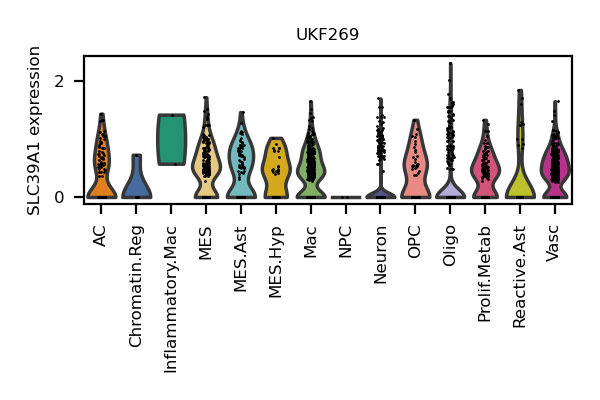 UKF269
SLC39A1 expression
2
0
AC
Chromatin.Reg
Inflammatory.Mac
MES
MES.Ast
MES.Hyp
Mac
NPC
Neuron
OPC
Oligo
Prolif.Metab
Reactive.Ast
Vasc